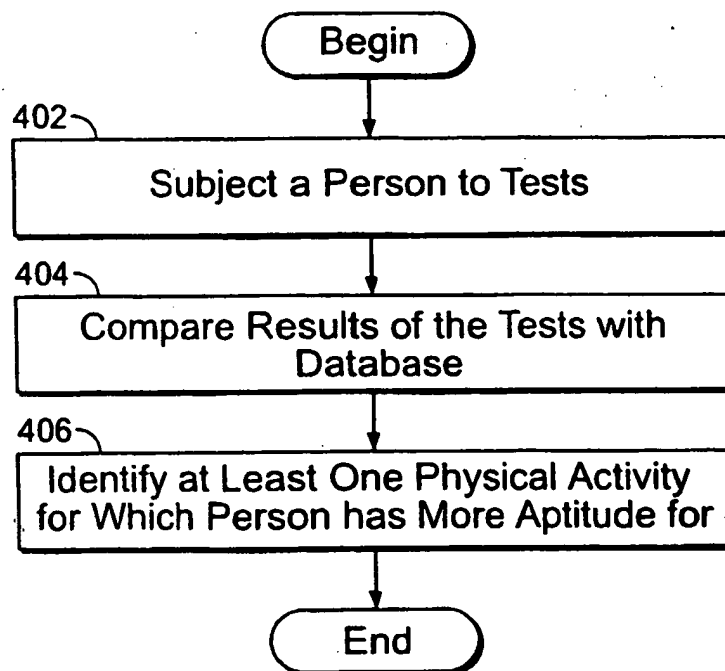 Begin
402
Subject a Person to Tests
404
Compare Results of the Tests with
Database
406
Identify at Least One Physical Activity
for Which Person has More Aptitude for
End